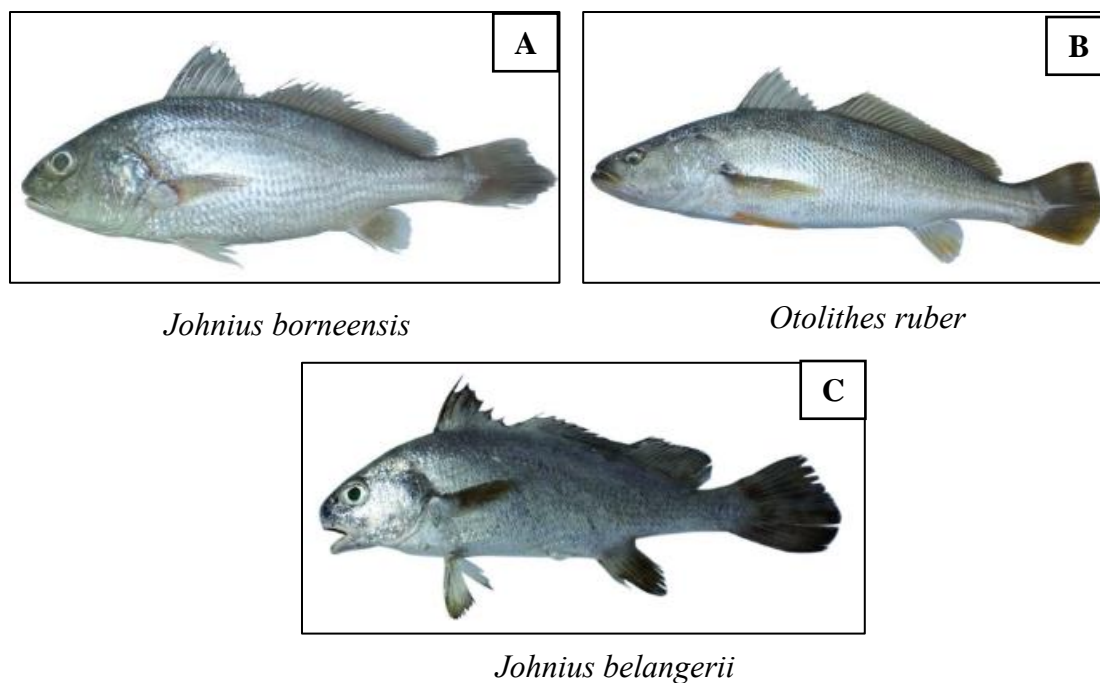 A
B
Johnius borneensis
Otolithes ruber
C
Johnius belangerii